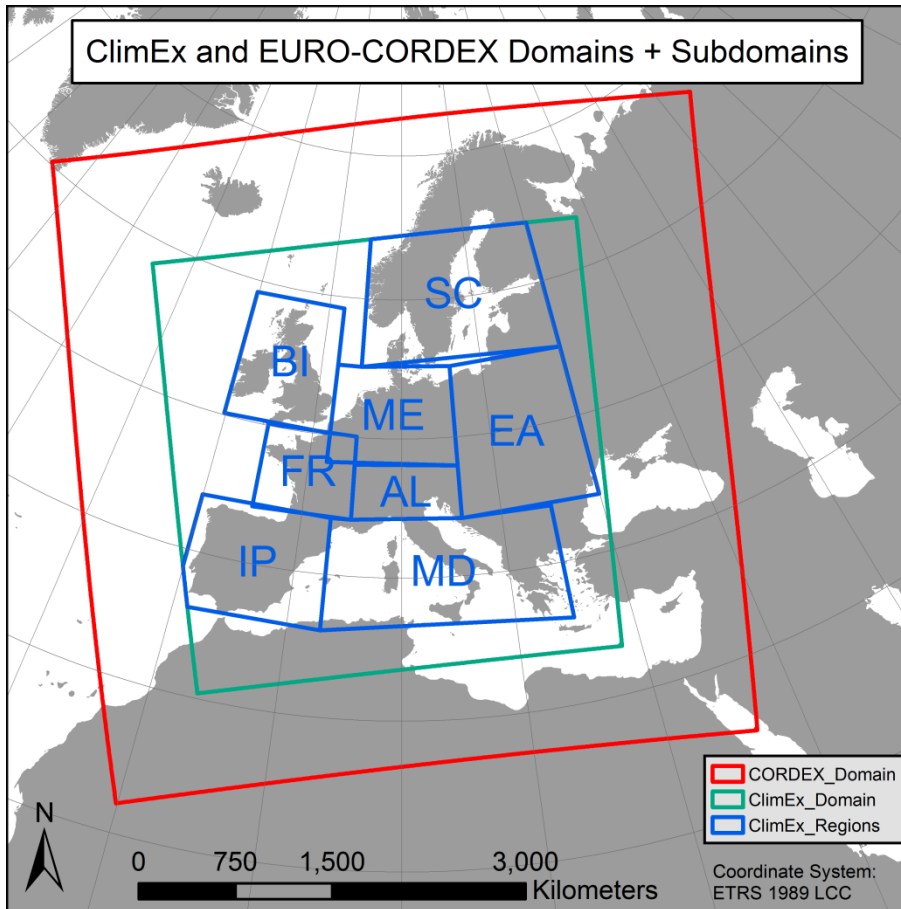 ClimEx and EURO-CORDEX Domains + Subdomains
SC
BI
ME
EA
FR
AL
IP
MD
CORDEX_Domain
ClimEx_Domain
ClimEx_Regions
N
0 750 1,500 3,000
Kilometers
Coordinate System:
ETRS 1989 LCC